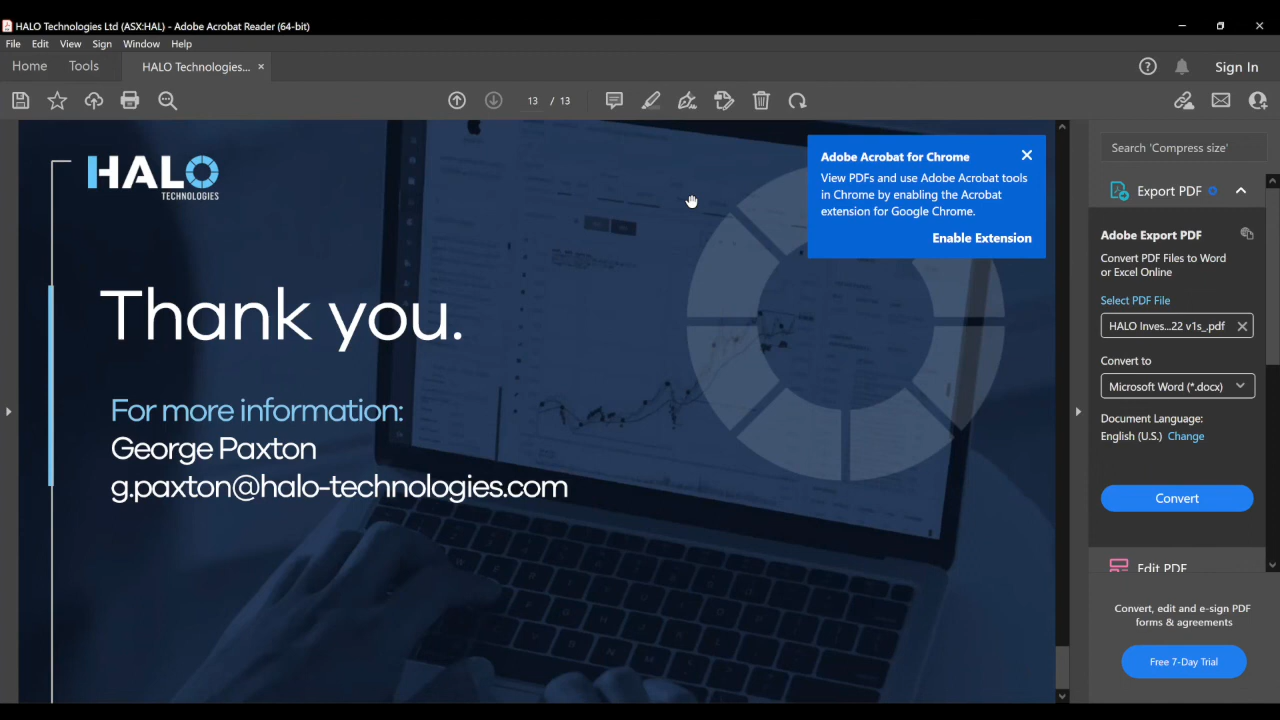 HALO Technologies Ltd (ASX:HAL) - Adobe Acrobat Reader (64-bit)
File Edit View Sign Window Help
Home Tools HALO Technologies... ×
Sign In
13 / 13
HALO
TECHNOLOGIES
Thank you.
For more information:
George Paxton
g.paxton@halo-technologies.com
Adobe Acrobat for Chrome
View PDFs and use Adobe Acrobat tools
in Chrome by enabling the Acrobat
extension for Google Chrome.
Enable Extension
Search 'Compress size'
Export PDF
Adobe Export PDF
Convert PDF Files to Word
or Excel Online
Select PDF File
HALO Inves...22 v1s_.pdf
Convert to
Microsoft Word (*.docx)
Document Language:
English (U.S.) Change
Convert
Edit PDF
Convert, edit and e-sign PDF
forms & agreements
Free 7-Day Trial